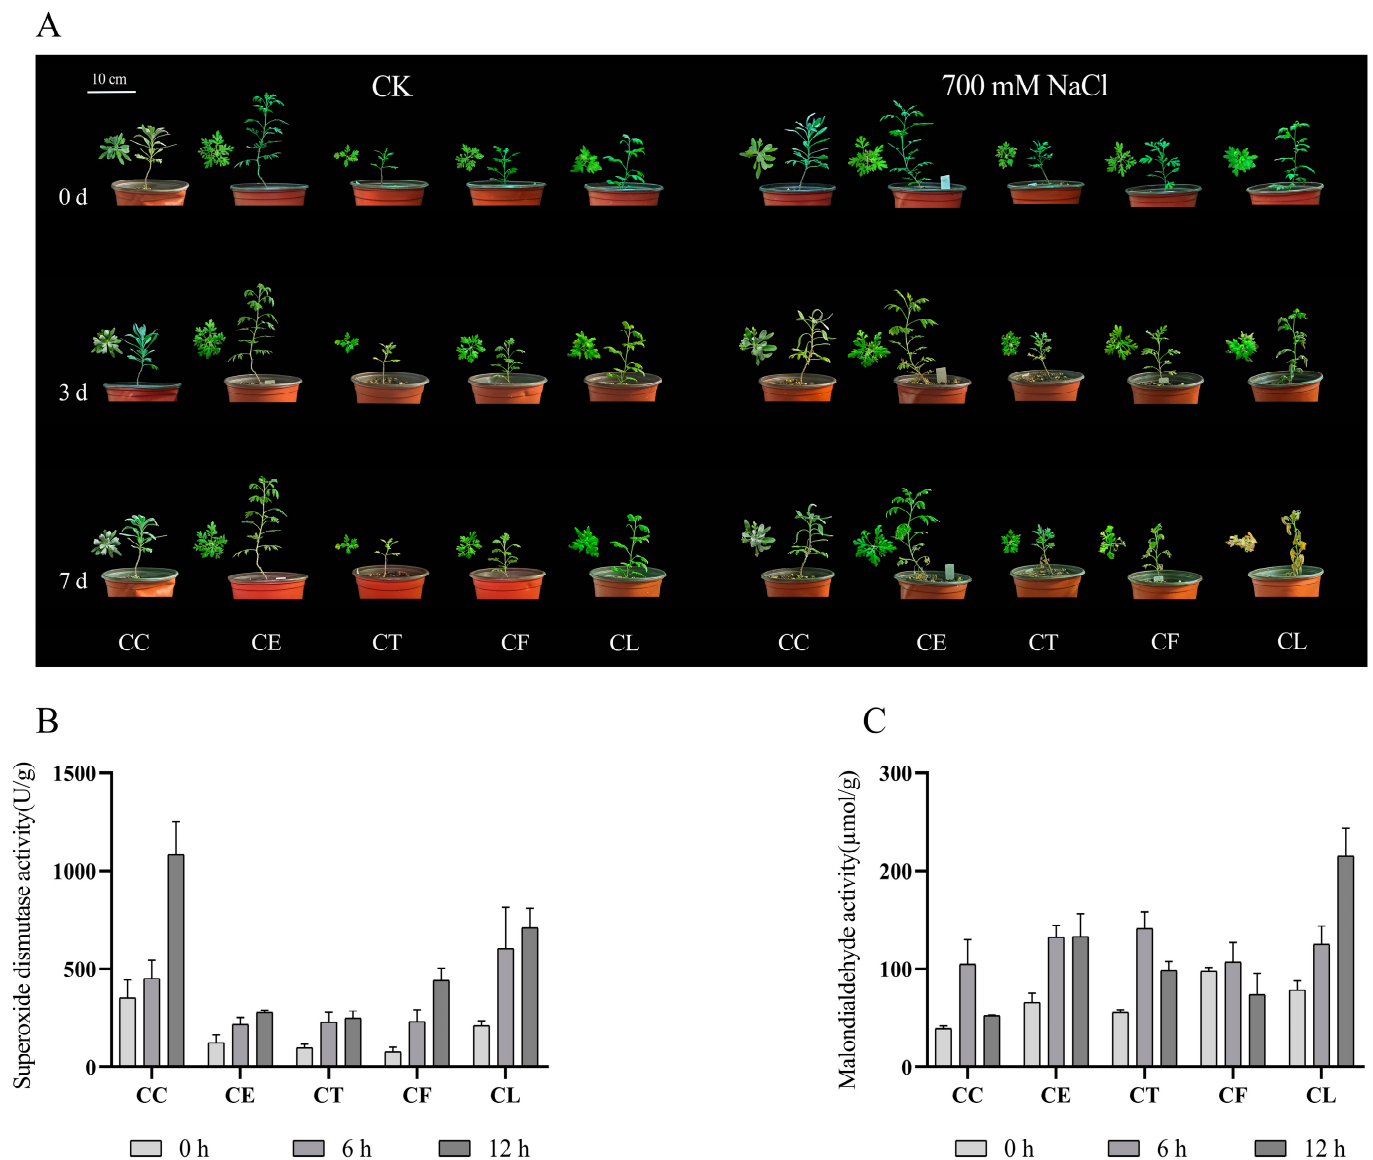 A
10 cm
CK
700 mM NaCl
0 d
3 d
7 d
CC CE CT CF CL CC CE CT CF CL
B
Superoxide dismutase activity(U/g)
1500
1000
500
0
CC CE CT CF CL
0 h 6 h 12 h
C
Malondialdehyde activity(µmol/g)
300
200
100
0
CC CE CT CF CL
0 h 6 h 12 h